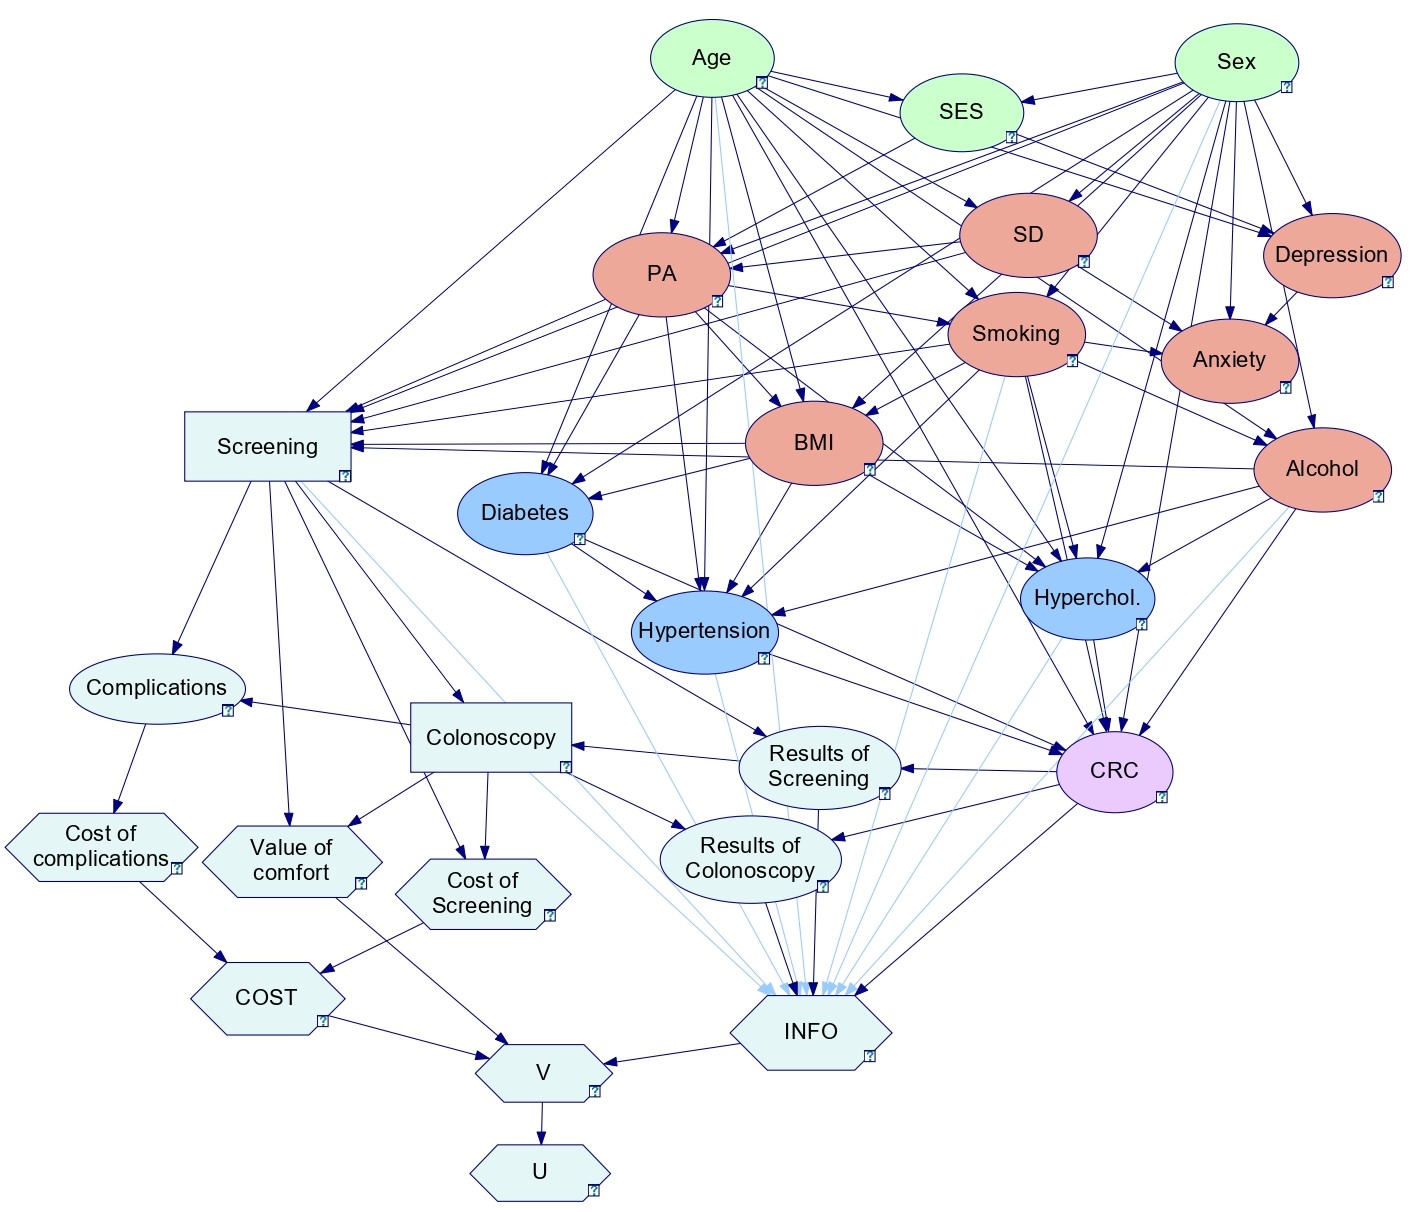 Age
Sex
SES
SD
Depression
PA
Smoking
Anxiety
BMI
Screening
Alcohol
Diabetes
Hyperchol.
Hypertension
Complications
Colonoscopy
Results of
Screening
CRC
Cost of
complications
Value of
comfort
Results of
Colonoscopy
Cost of
Screening
COST
INFO
V
U